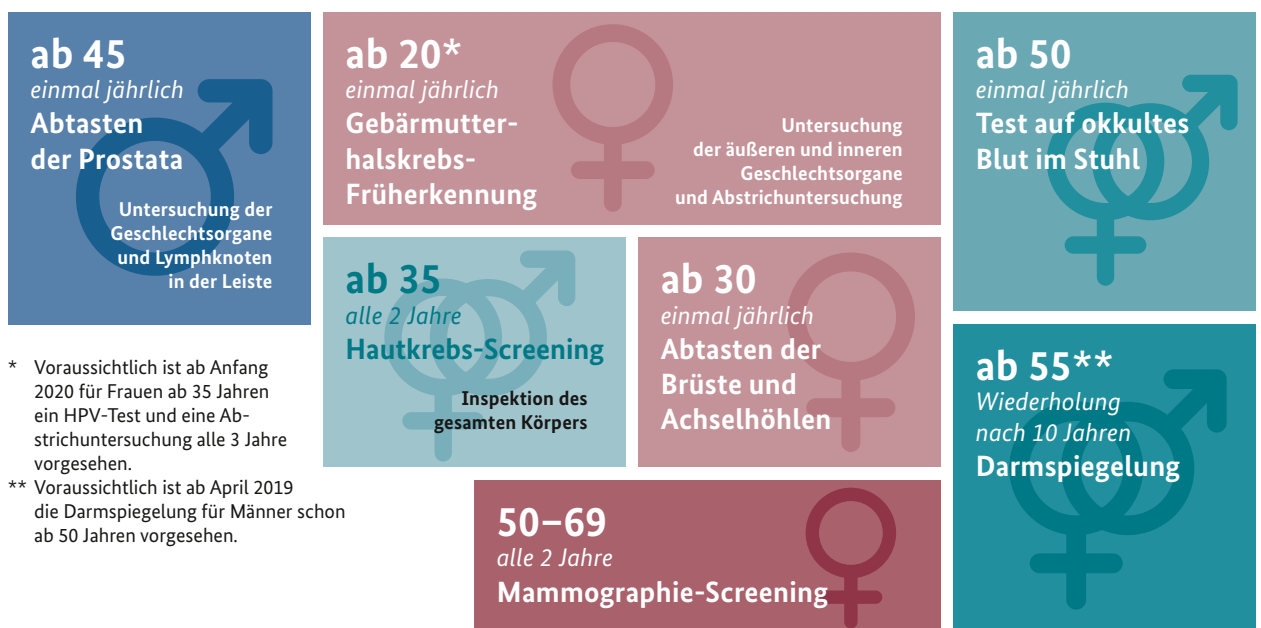 ab 45
einmal jährlich
Abtasten
der Prostata
Untersuchung der
Geschlechtsorgane
und Lymphknoten
in der Leiste
ab 20*
einmal jährlich
Gebärmutter-
halskrebs-
Früherkennung
Untersuchung
der äußeren und inneren
Geschlechtsorgane
und Abstrichuntersuchung
ab 50
einmal jährlich
Test auf okkultes
Blut im Stuhl
ab 35
alle 2 Jahre
Hautkrebs-Screening
Inspektion des
gesamten Körpers
ab 30
einmal jährlich
Abtasten der
Brüste und
Achselhöhlen
ab 55**
Wiederholung
nach 10 Jahren
Darmspiegelung
50–69
alle 2 Jahre
Mammographie-Screening
* Voraussichtlich ist ab Anfang
2020 für Frauen ab 35 Jahren
ein HPV-Test und eine Ab-
strichuntersuchung alle 3 Jahre
vorgesehen.
** Voraussichtlich ist ab April 2019
die Darmspiegelung für Männer schon
ab 50 Jahren vorgesehen.